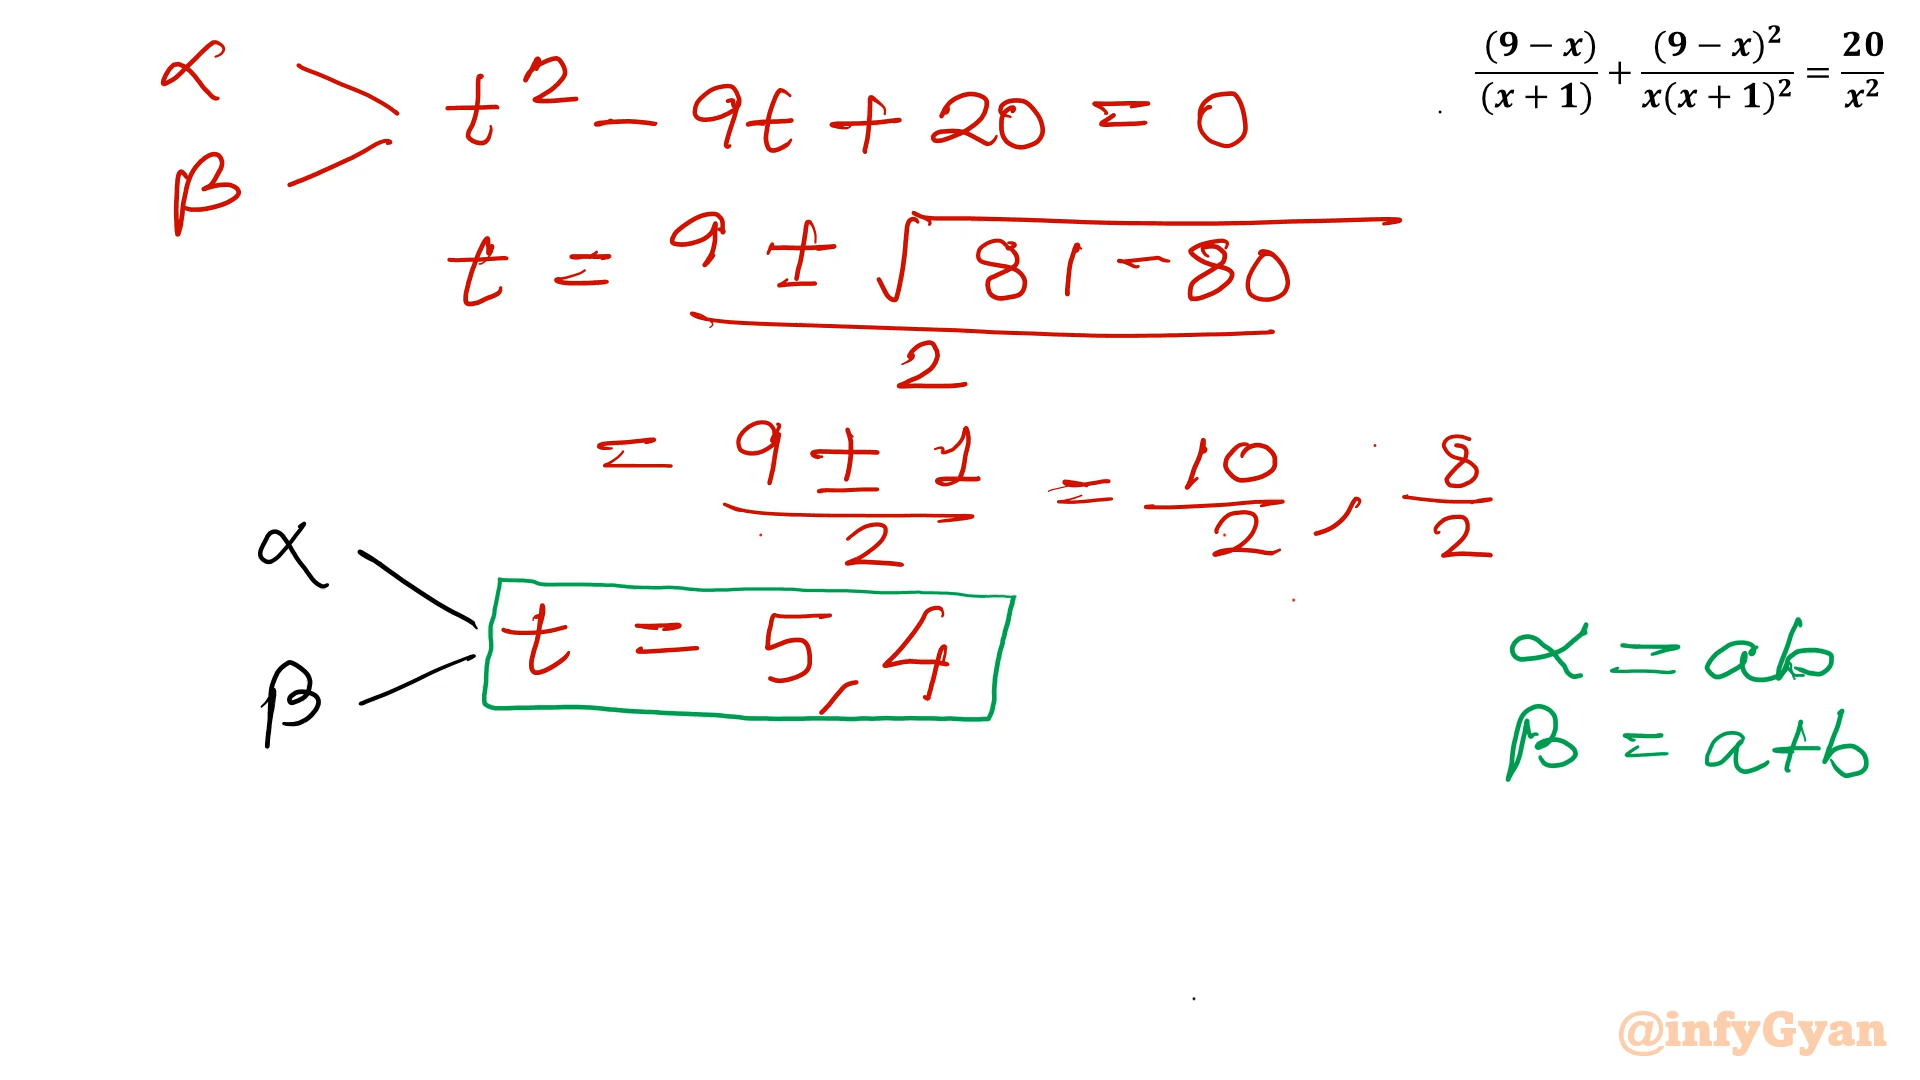 (9 − x)/(x + 1) + (9 − x)²/x(x + 1)² = 20/x²
α
β
t² − 9t + 20 = 0
t = (9 ± √(81 − 80))/2
= (9 ± 1)/2 = 10/2 , 8/2
α
β
t = 5, 4
α = ab
β = a+b
@infyGyan